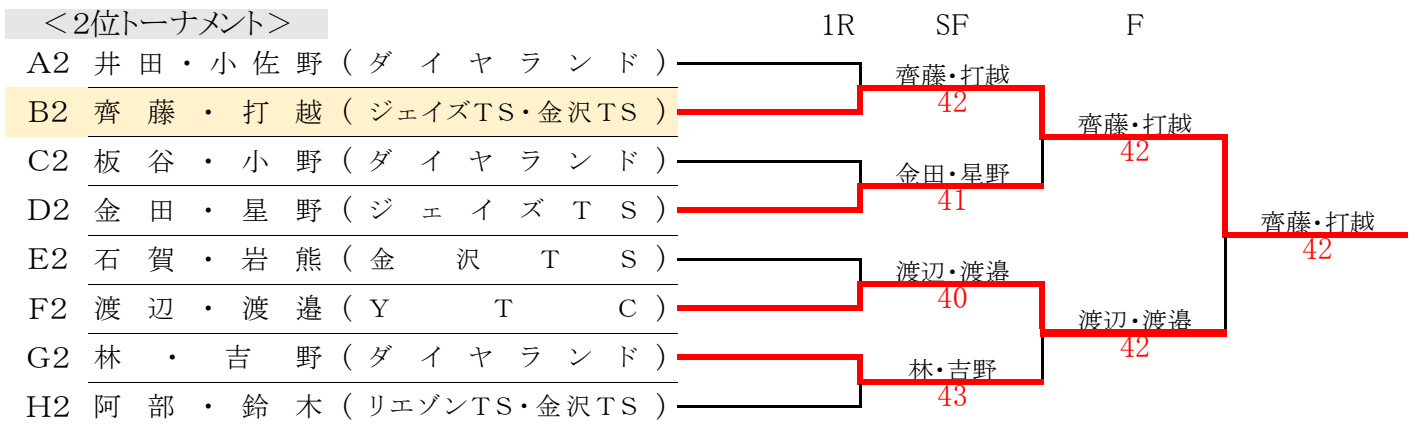 ＜2位トーナメント＞ 1R SF F
A2 井田・小佐野(ダイヤランド)
齊藤・打越
42
B2 齊藤・打越(ジェイズTS・金沢TS)
齊藤・打越
42
C2 板谷・小野(ダイヤランド)
金田・星野
41
D2 金田・星野(ジェイズTS)
齊藤・打越
42
E2 石賀・岩熊(金沢TS)
渡辺・渡邉
40
F2 渡辺・渡邉(YTC)
渡辺・渡邉
42
G2 林・吉野(ダイヤランド)
林・吉野
43
H2 阿部・鈴木(リエゾンTS・金沢TS)